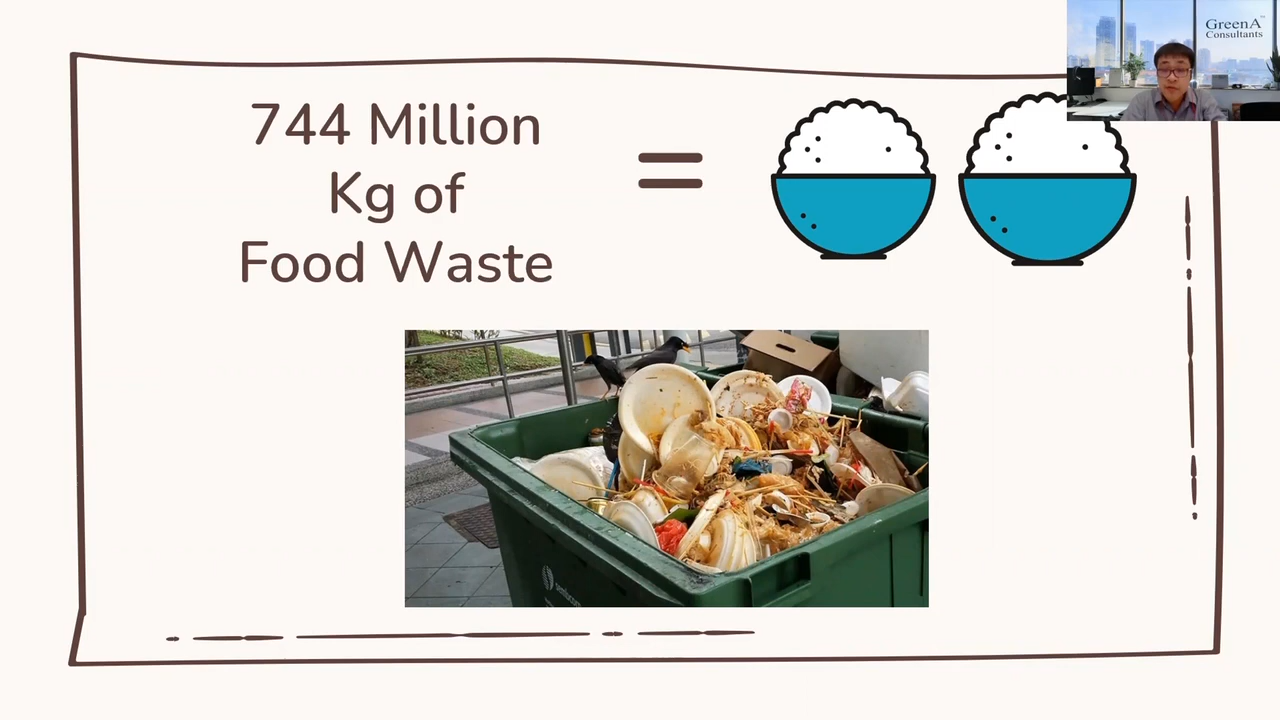 744 Million
Kg of
Food Waste
=
GreenA
Consultants